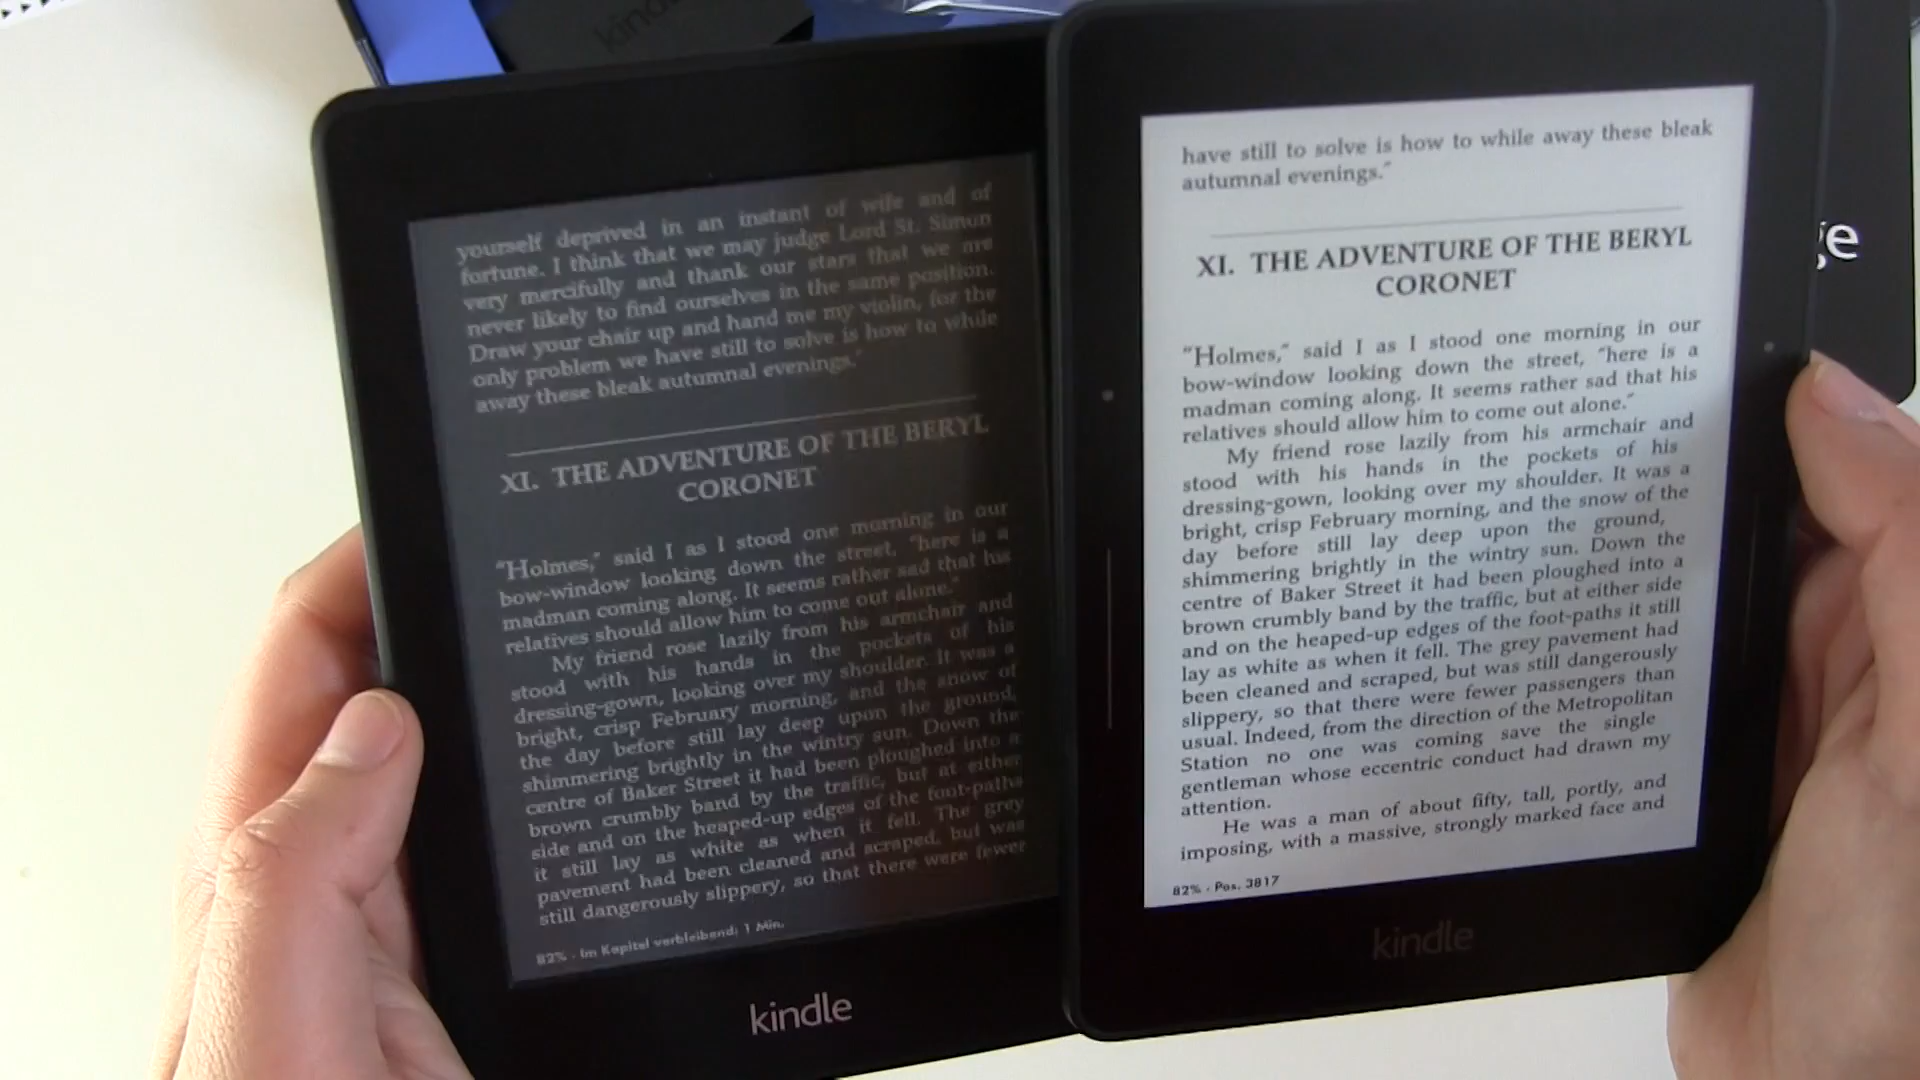 kindle
yourself deprived in an instant of wife and of
fortune. I think that we may judge Lord St. Simon
very mercifully and thank our stars that we are
never likely to find ourselves in the same position.
Draw your chair up and hand me my violin, for the
only problem we have still to solve is how to while
away these bleak autumnal evenings."
XI. THE ADVENTURE OF THE BERYL
CORONET
"Holmes," said I as I stood one morning in our
bow-window looking down the street, "here is a
madman coming along. It seems rather sad that his
relatives should allow him to come out alone."
My friend rose lazily from his armchair and
stood with his hands in the pockets of his
dressing-gown, looking over my shoulder. It was a
bright, crisp February morning, and the snow of
the day before still lay deep upon the ground,
shimmering brightly in the wintry sun. Down the
centre of Baker Street it had been ploughed into a
brown crumbly band by the traffic, but at either
side and on the heaped-up edges of the foot-paths
it still lay as white as when it fell. The grey
pavement had been cleaned and scraped, but was
still dangerously slippery, so that there were fewer
82% · Im Kapitel verbleibend: 1 Min.
kindle
have still to solve is how to while away these bleak
autumnal evenings."
XI. THE ADVENTURE OF THE BERYL
CORONET
"Holmes," said I as I stood one morning in our
bow-window looking down the street, "here is a
madman coming along. It seems rather sad that his
relatives should allow him to come out alone."
My friend rose lazily from his armchair and
stood with his hands in the pockets of his
dressing-gown, looking over my shoulder. It was a
bright, crisp February morning, and the snow of the
day before still lay deep upon the ground,
shimmering brightly in the wintry sun. Down the
centre of Baker Street it had been ploughed into a
brown crumbly band by the traffic, but at either side
and on the heaped-up edges of the foot-paths it still
lay as white as when it fell. The grey pavement had
been cleaned and scraped, but was still dangerously
slippery, so that there were fewer passengers than
usual. Indeed, from the direction of the Metropolitan
Station no one was coming save the single
gentleman whose eccentric conduct had drawn my
attention.
He was a man of about fifty, tall, portly, and
imposing, with a massive, strongly marked face and
82% · Pos. 3817
kindle